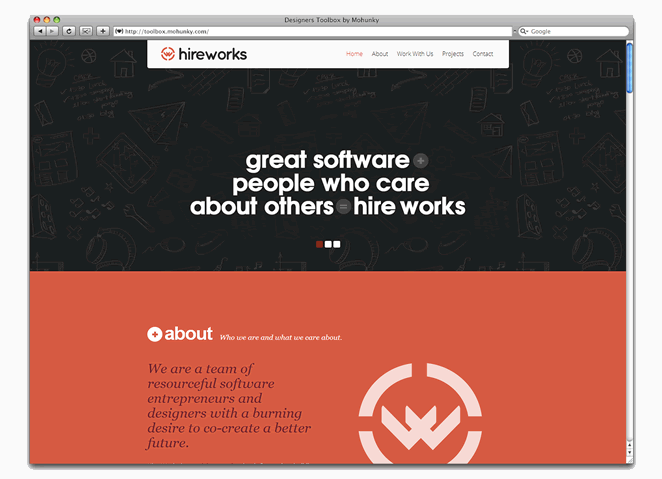 Designers Toolbox by Mohunky
http://toolbox.mohunky.com/
Google
hireworks
Home About Work With Us Projects Contact
great software +
people who care
about others = hire works
about Who we are and what we care about.
We are a team of
resourceful software
entrepreneurs and
designers with a burning
desire to co-create a better
future.